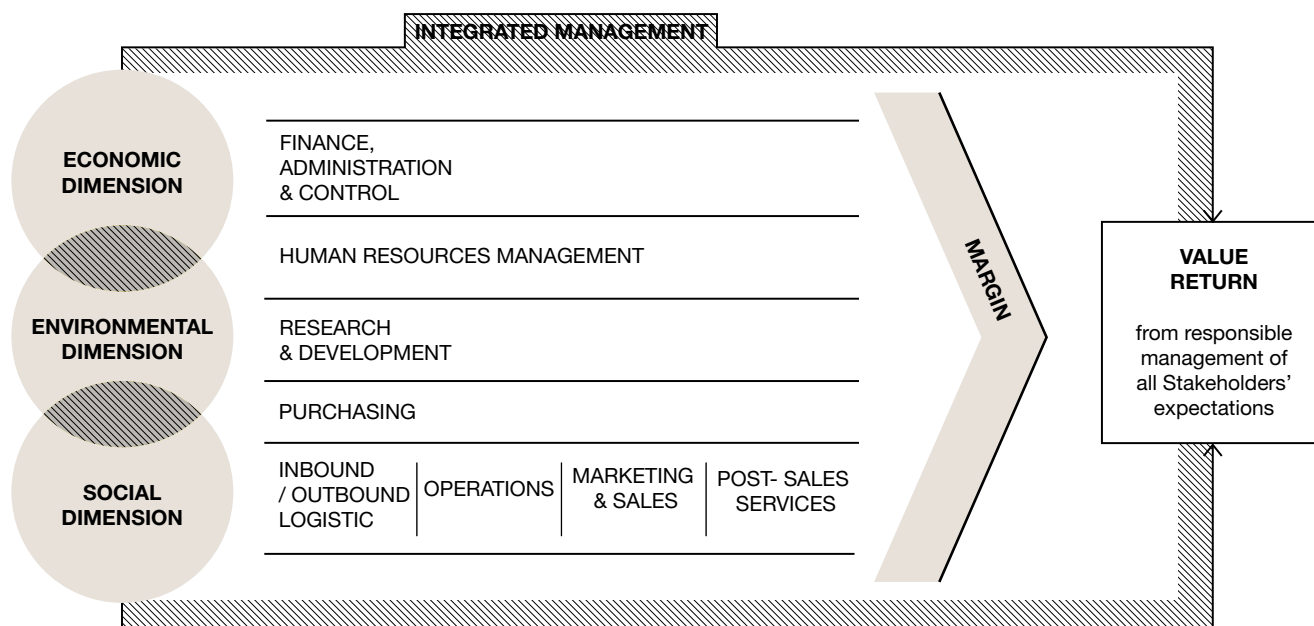 INTEGRATED MANAGEMENT
ECONOMIC
DIMENSION
ENVIRONMENTAL
DIMENSION
SOCIAL
DIMENSION
FINANCE,
ADMINISTRATION
& CONTROL
HUMAN RESOURCES MANAGEMENT
RESEARCH
& DEVELOPMENT
PURCHASING
INBOUND
/ OUTBOUND
LOGISTIC
OPERATIONS
MARKETING
& SALES
POST- SALES
SERVICES
MARGIN
VALUE
RETURN
from responsible
management of
all Stakeholders’
expectations